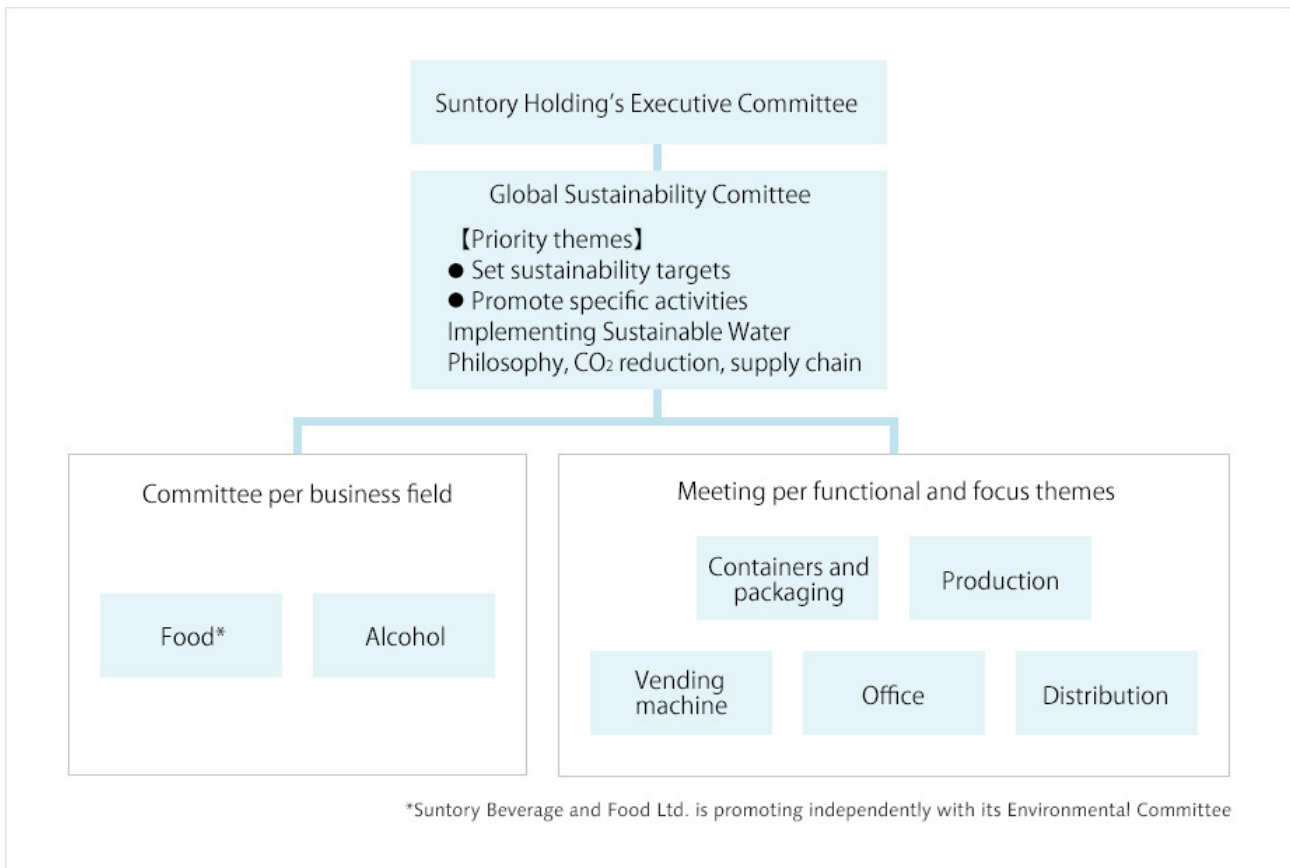 Suntory Holding's Executive Committee
Global Sustainability Comittee
【Priority themes】
● Set sustainability targets
● Promote specific activities
Implementing Sustainable Water
Philosophy, CO₂ reduction, supply chain
Committee per business field
Food*
Alcohol
Meeting per functional and focus themes
Containers and
packaging
Production
Vending
machine
Office
Distribution
*Suntory Beverage and Food Ltd. is promoting independently with its Environmental Committee